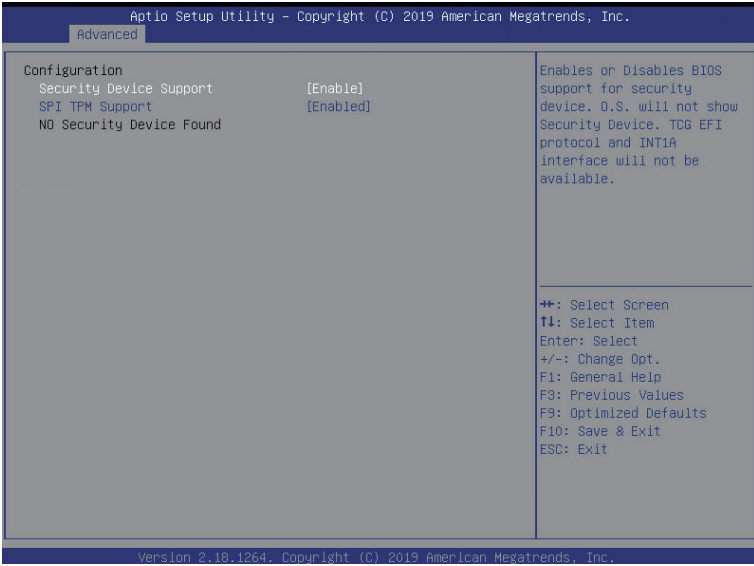 Aptio Setup Utility – Copyright (C) 2019 American Megatrends, Inc.
Advanced
Configuration
Security Device Support [Enable]
SPI TPM Support [Enabled]
NO Security Device Found
Enables or Disables BIOS
support for security
device. O.S. will not show
Security Device. TCG EFI
protocol and INT1A
interface will not be
available.
→←: Select Screen
↑↓: Select Item
Enter: Select
+/-: Change Opt.
F1: General Help
F3: Previous Values
F9: Optimized Defaults
F10: Save & Exit
ESC: Exit
Version 2.18.1264. Copyright (C) 2019 American Megatrends, Inc.